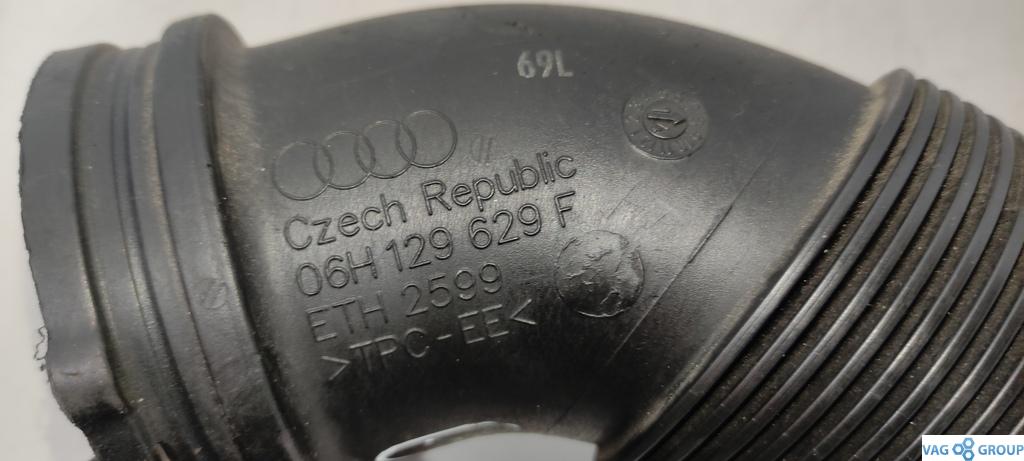 69L
Czech Republic
06H 129 629 F
ETH 2599
>TPC-EE<
VAG GROUP